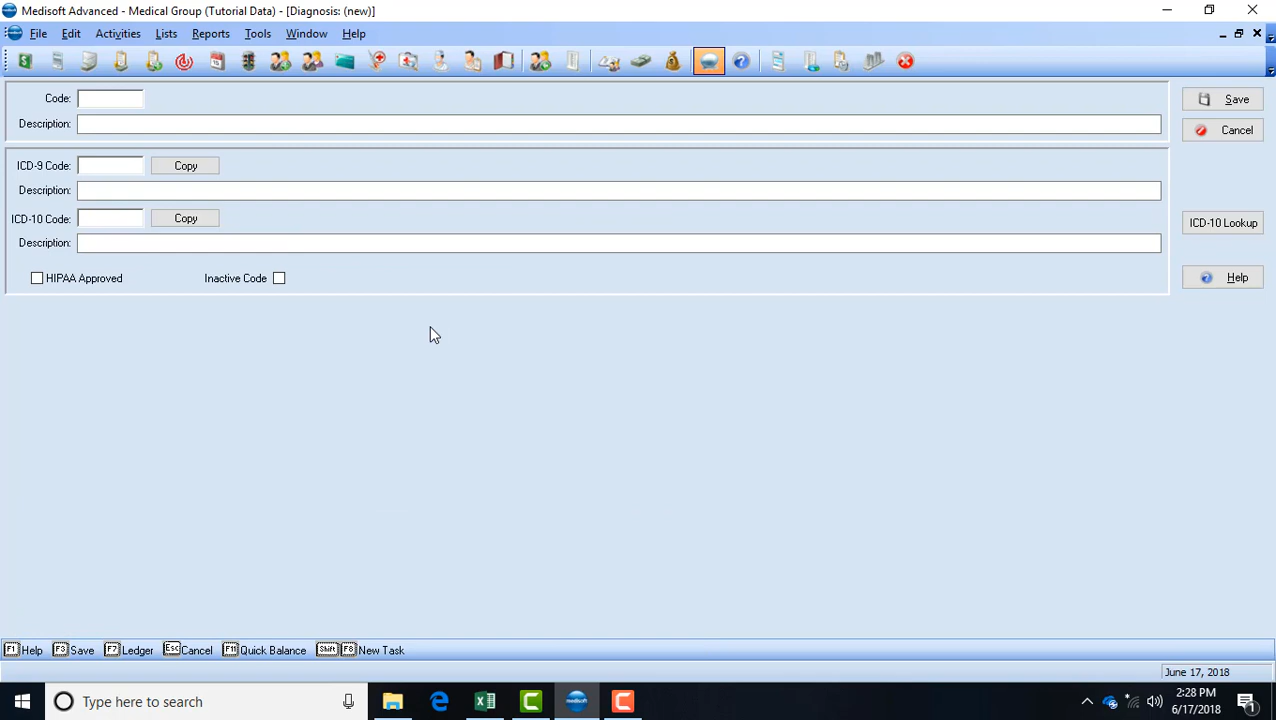 Medisoft Advanced - Medical Group (Tutorial Data) - [Diagnosis: (new)]
File Edit Activities Lists Reports Tools Window Help
Code: Save
Description: Cancel
ICD-9 Code: Copy
Description:
ICD-10 Code: Copy ICD-10 Lookup
Description:
HIPAA Approved Inactive Code Help
F1 Help F3 Save F7 Ledger Esc Cancel F11 Quick Balance Shift F8 New Task
June 17, 2018
Type here to search medisoft 2:28 PM
6/17/2018 1